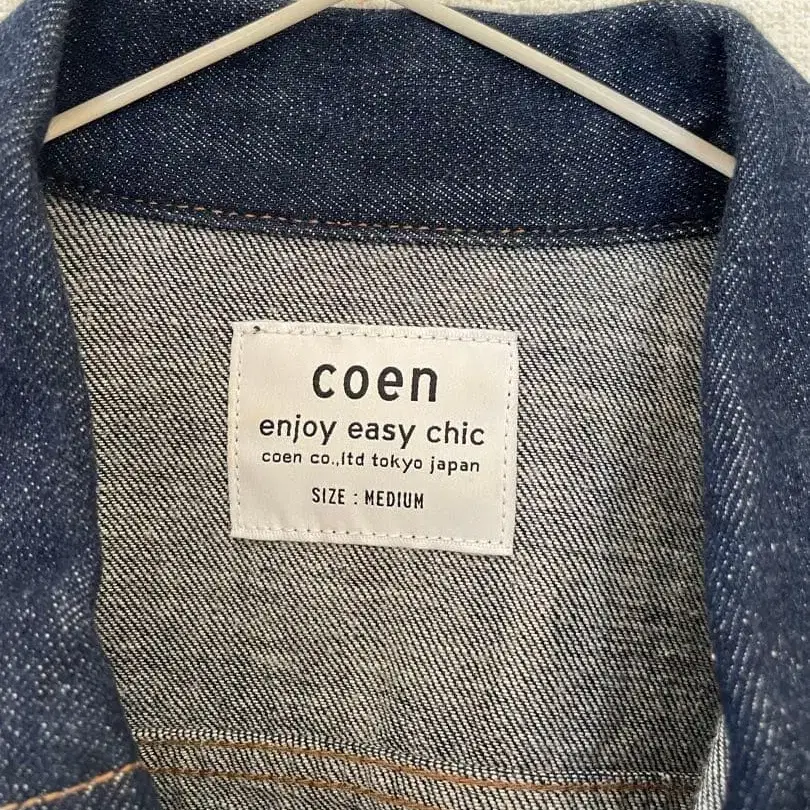 coen
enjoy easy chic
coen co.,ltd tokyo japan
SIZE : MEDIUM